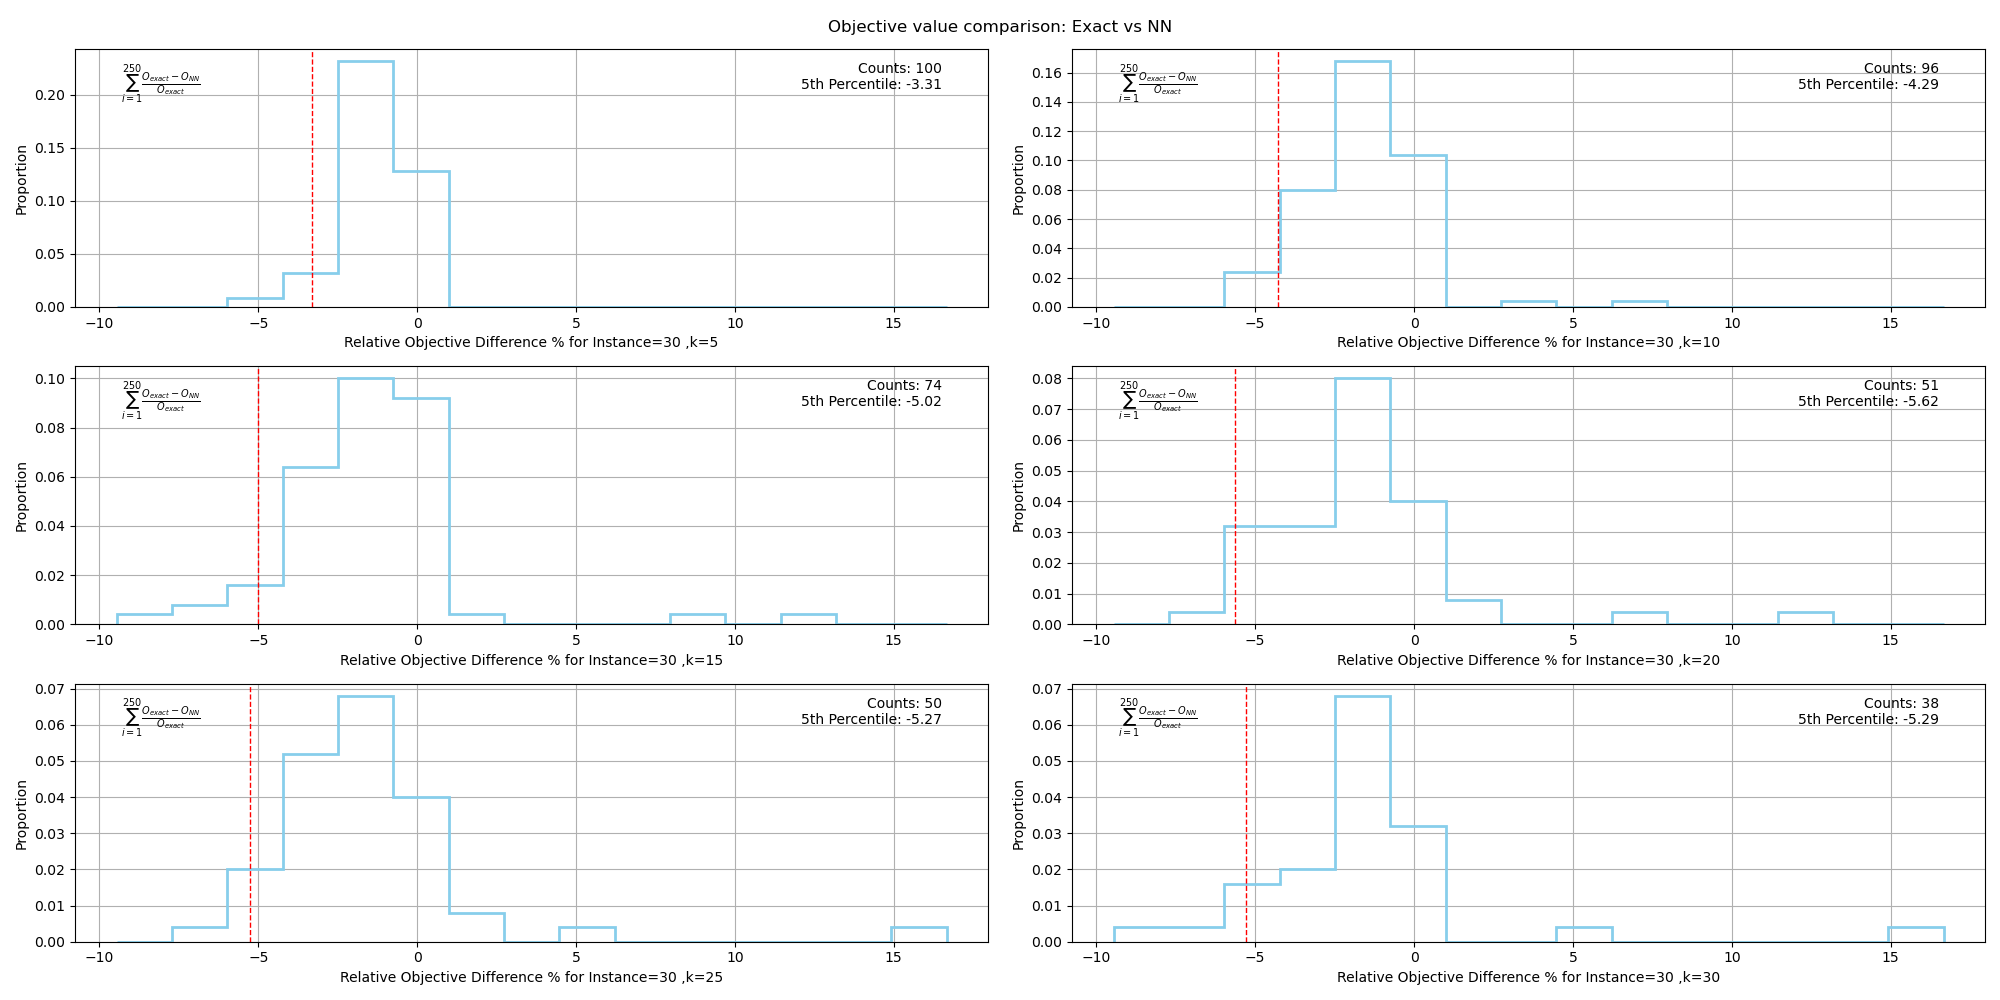 Objective value comparison: Exact vs NN
250
∑ O_exact − O_NN / O_exact
i = 1
Counts: 100
5th Percentile: -3.31
Proportion
0.20
0.15
0.10
0.05
0.00
−10 −5 0 5 10 15
Relative Objective Difference % for Instance=30 ,k=5
250
∑ O_exact − O_NN / O_exact
i = 1
Counts: 96
5th Percentile: -4.29
Proportion
0.16
0.14
0.12
0.10
0.08
0.06
0.04
0.02
0.00
−10 −5 0 5 10 15
Relative Objective Difference % for Instance=30 ,k=10
250
∑ O_exact − O_NN / O_exact
i = 1
Counts: 74
5th Percentile: -5.02
Proportion
0.10
0.08
0.06
0.04
0.02
0.00
−10 −5 0 5 10 15
Relative Objective Difference % for Instance=30 ,k=15
250
∑ O_exact − O_NN / O_exact
i = 1
Counts: 51
5th Percentile: -5.62
Proportion
0.08
0.07
0.06
0.05
0.04
0.03
0.02
0.01
0.00
−10 −5 0 5 10 15
Relative Objective Difference % for Instance=30 ,k=20
250
∑ O_exact − O_NN / O_exact
i = 1
Counts: 50
5th Percentile: -5.27
Proportion
0.07
0.06
0.05
0.04
0.03
0.02
0.01
0.00
−10 −5 0 5 10 15
Relative Objective Difference % for Instance=30 ,k=25
250
∑ O_exact − O_NN / O_exact
i = 1
Counts: 38
5th Percentile: -5.29
Proportion
0.07
0.06
0.05
0.04
0.03
0.02
0.01
0.00
−10 −5 0 5 10 15
Relative Objective Difference % for Instance=30 ,k=30